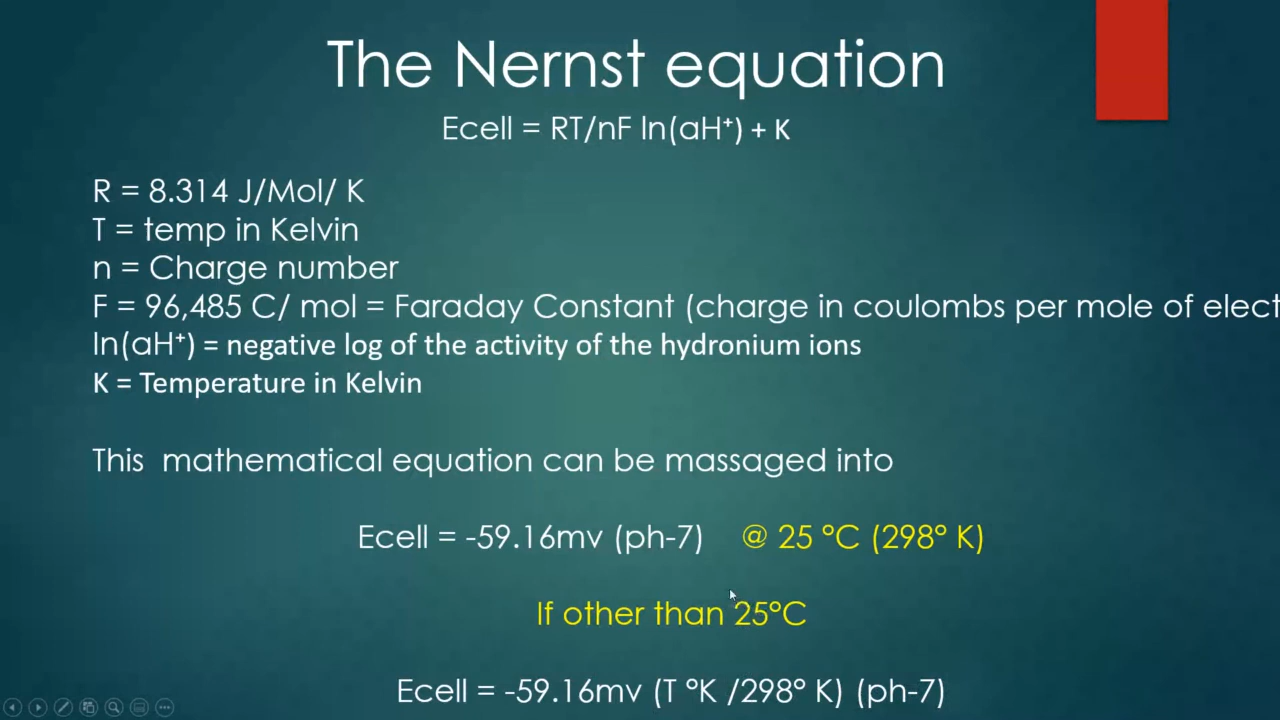 The Nernst equation
Ecell = RT/nF ln(aH⁺) + K
R = 8.314 J/Mol/ K
T = temp in Kelvin
n = Charge number
F = 96,485 C/ mol = Faraday Constant (charge in coulombs per mole of elect
ln(aH⁺) = negative log of the activity of the hydronium ions
K = Temperature in Kelvin
This  mathematical equation can be massaged into
Ecell = -59.16mv (ph-7)    @ 25 °C (298° K)
If other than 25°C
Ecell = -59.16mv (T °K /298° K) (ph-7)